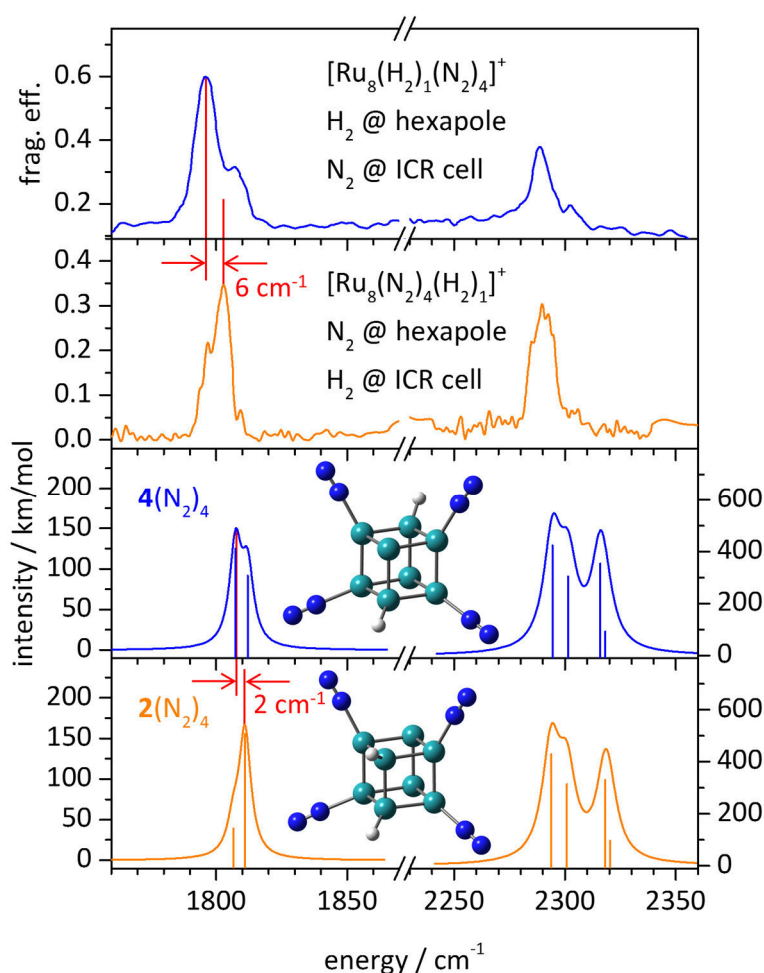 0.6
0.4
0.2
frag. eff.
[Ru₈(H₂)₁(N₂)₄]⁺
H₂ @ hexapole
N₂ @ ICR cell
6 cm⁻¹
0.4
0.3
0.2
0.1
0.0
[Ru₈(N₂)₄(H₂)₁]⁺
N₂ @ hexapole
H₂ @ ICR cell
intensity / km/mol
200
150
100
50
0
4(N₂)₄
600
400
200
0
2 cm⁻¹
200
150
100
50
0
2(N₂)₄
600
400
200
0
1800 1850 2250 2300 2350
energy / cm⁻¹